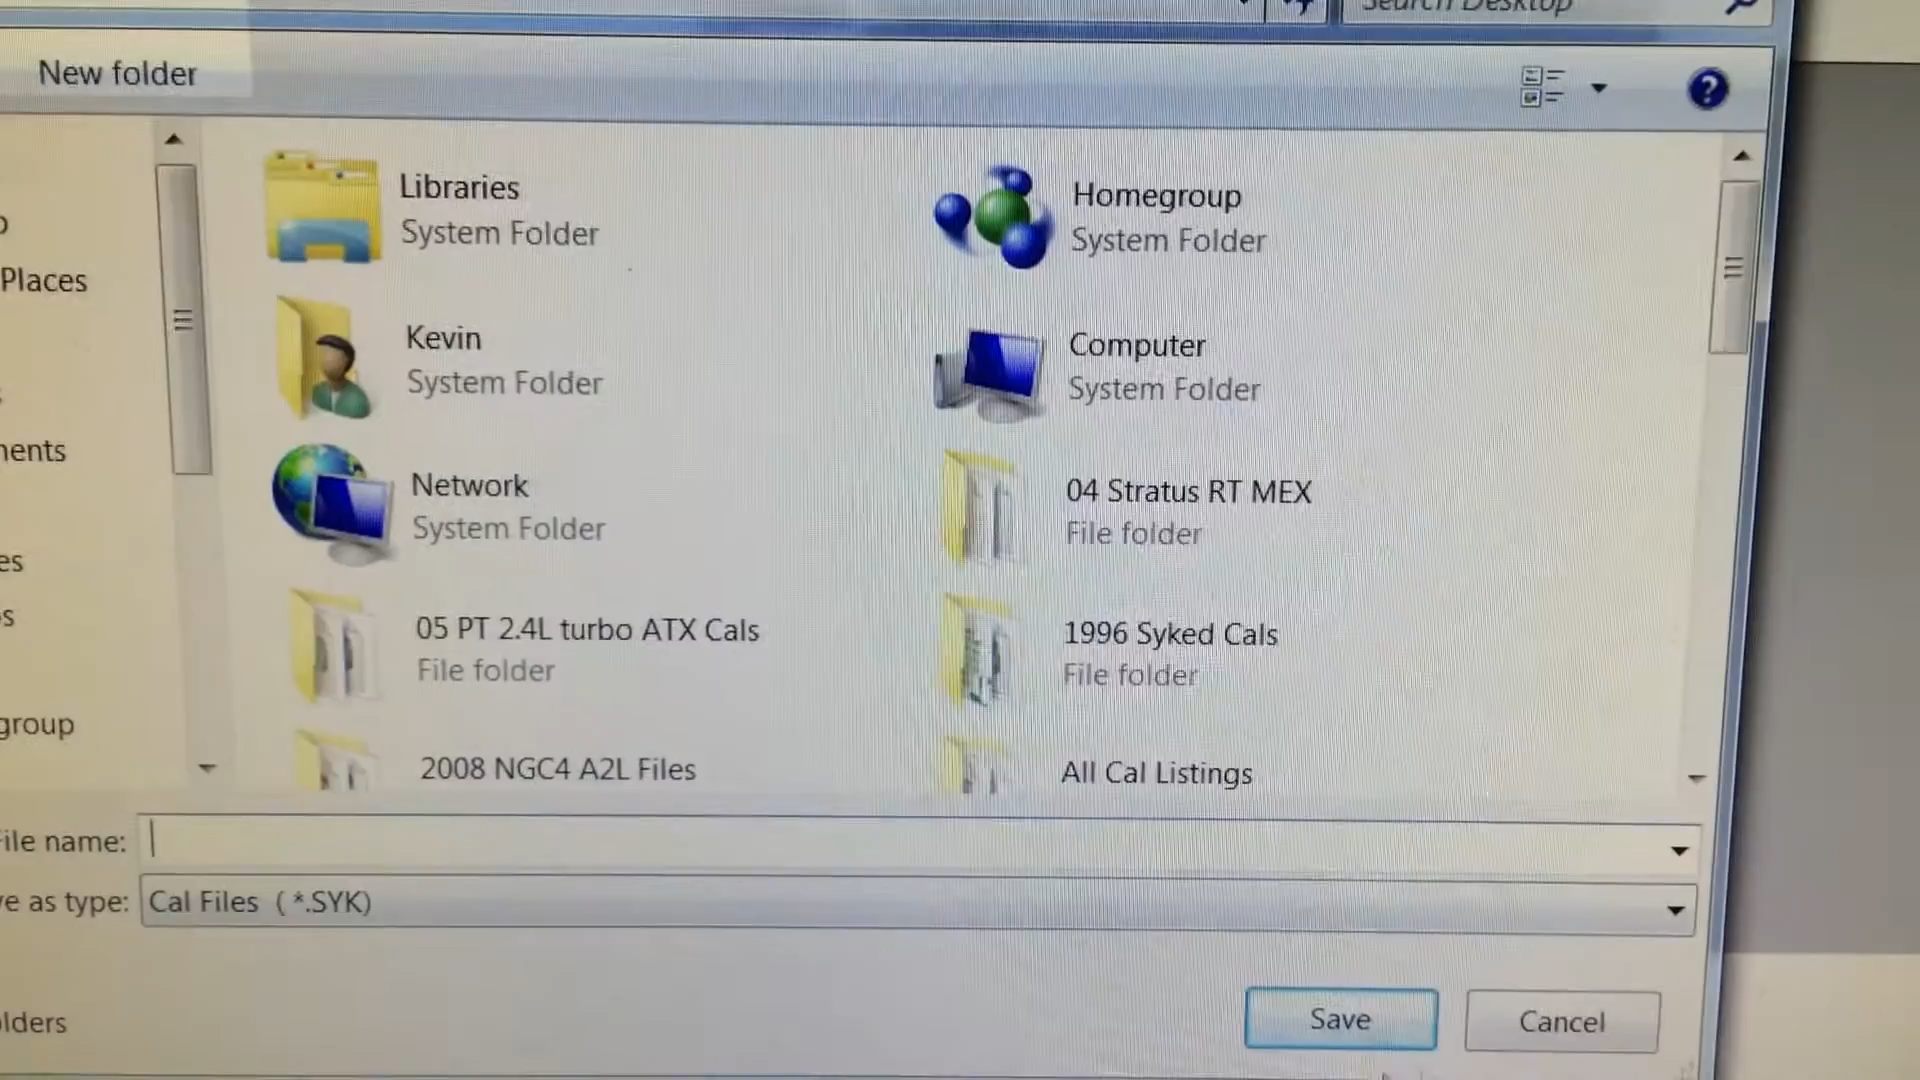 Search Desktop
New folder
Libraries
System Folder
Homegroup
System Folder
Places
Kevin
System Folder
Computer
System Folder
ments
Network
System Folder
04 Stratus RT MEX
File folder
es
s
05 PT 2.4L turbo ATX Cals
File folder
1996 Syked Cals
File folder
group
2008 NGC4 A2L Files
All Cal Listings
File name:
ve as type: Cal Files ( *.SYK)
lders
Save
Cancel